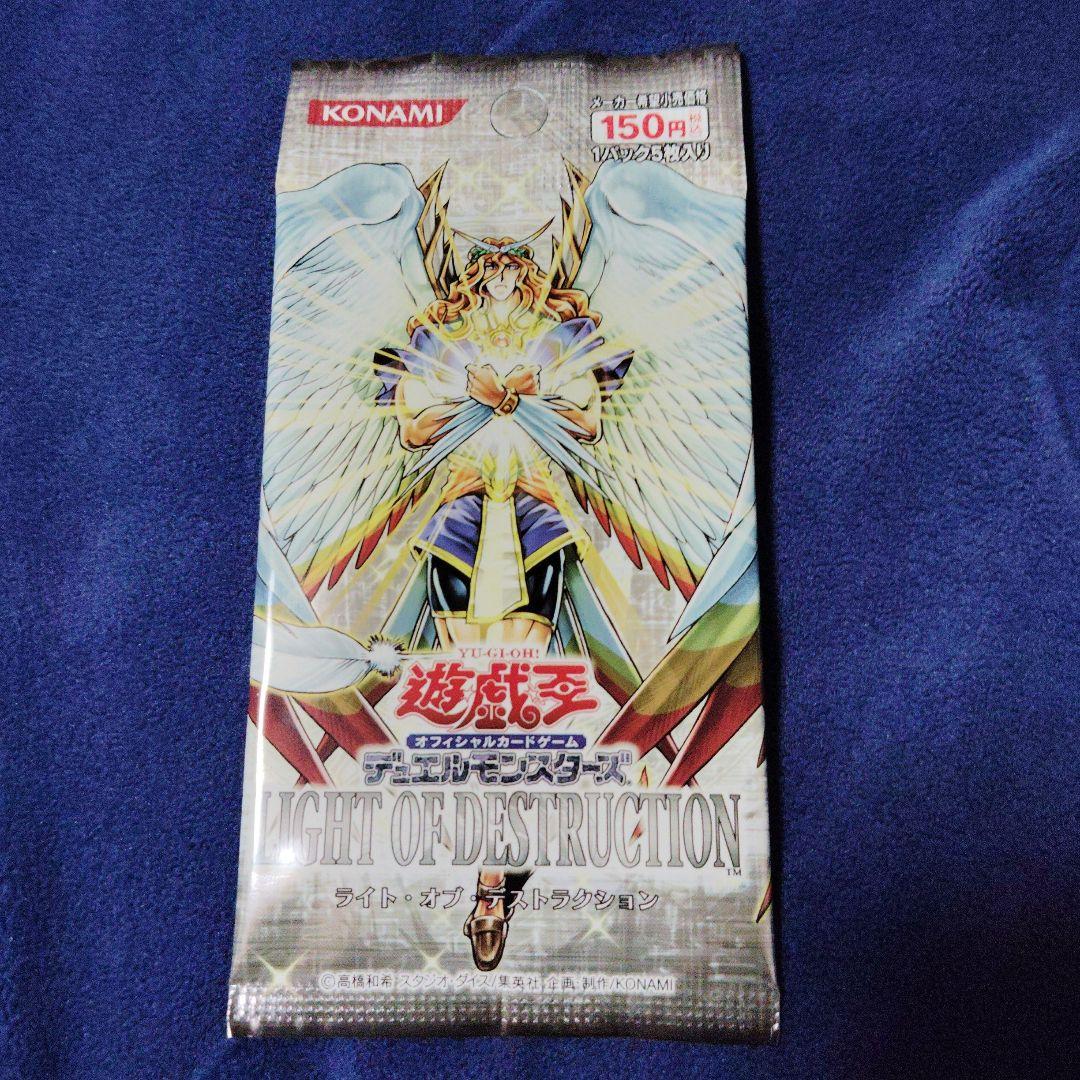 KONAMI
メーカー希望小売価格
150円税込
1パック5枚入り
YU-GI-OH!
遊戯王
オフィシャルカードゲーム
デュエルモンスターズ
LIGHT OF DESTRUCTION™
ライト・オブ・デストラクション
©高橋和希 スタジオ・ダイス/集英社 企画・制作/KONAMI